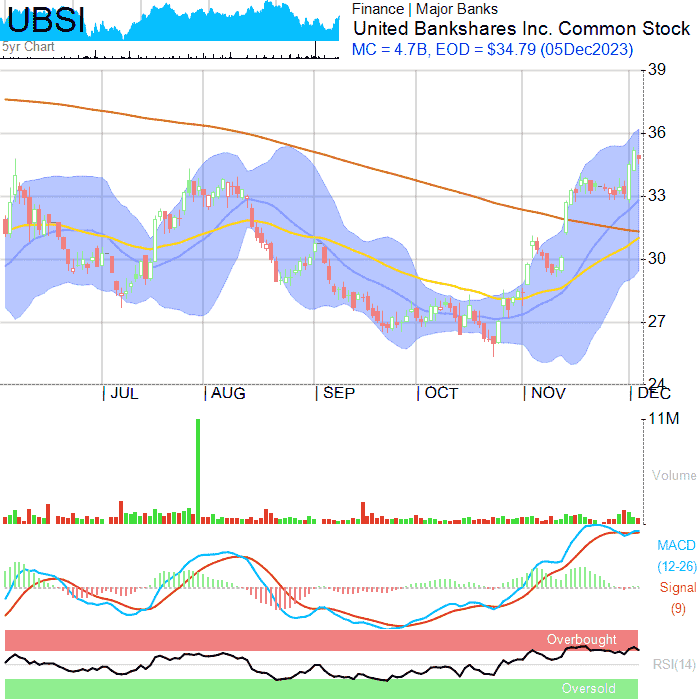 UBSI
5yr Chart
Finance | Major Banks
United Bankshares Inc. Common Stock
MC = 4.7B, EOD = $34.79 (05Dec2023)
39
36
33
30
27
24
JUL AUG SEP OCT NOV DEC
11M
Volume
MACD
(12-26)
Signal
(9)
Overbought
RSI(14)
Oversold